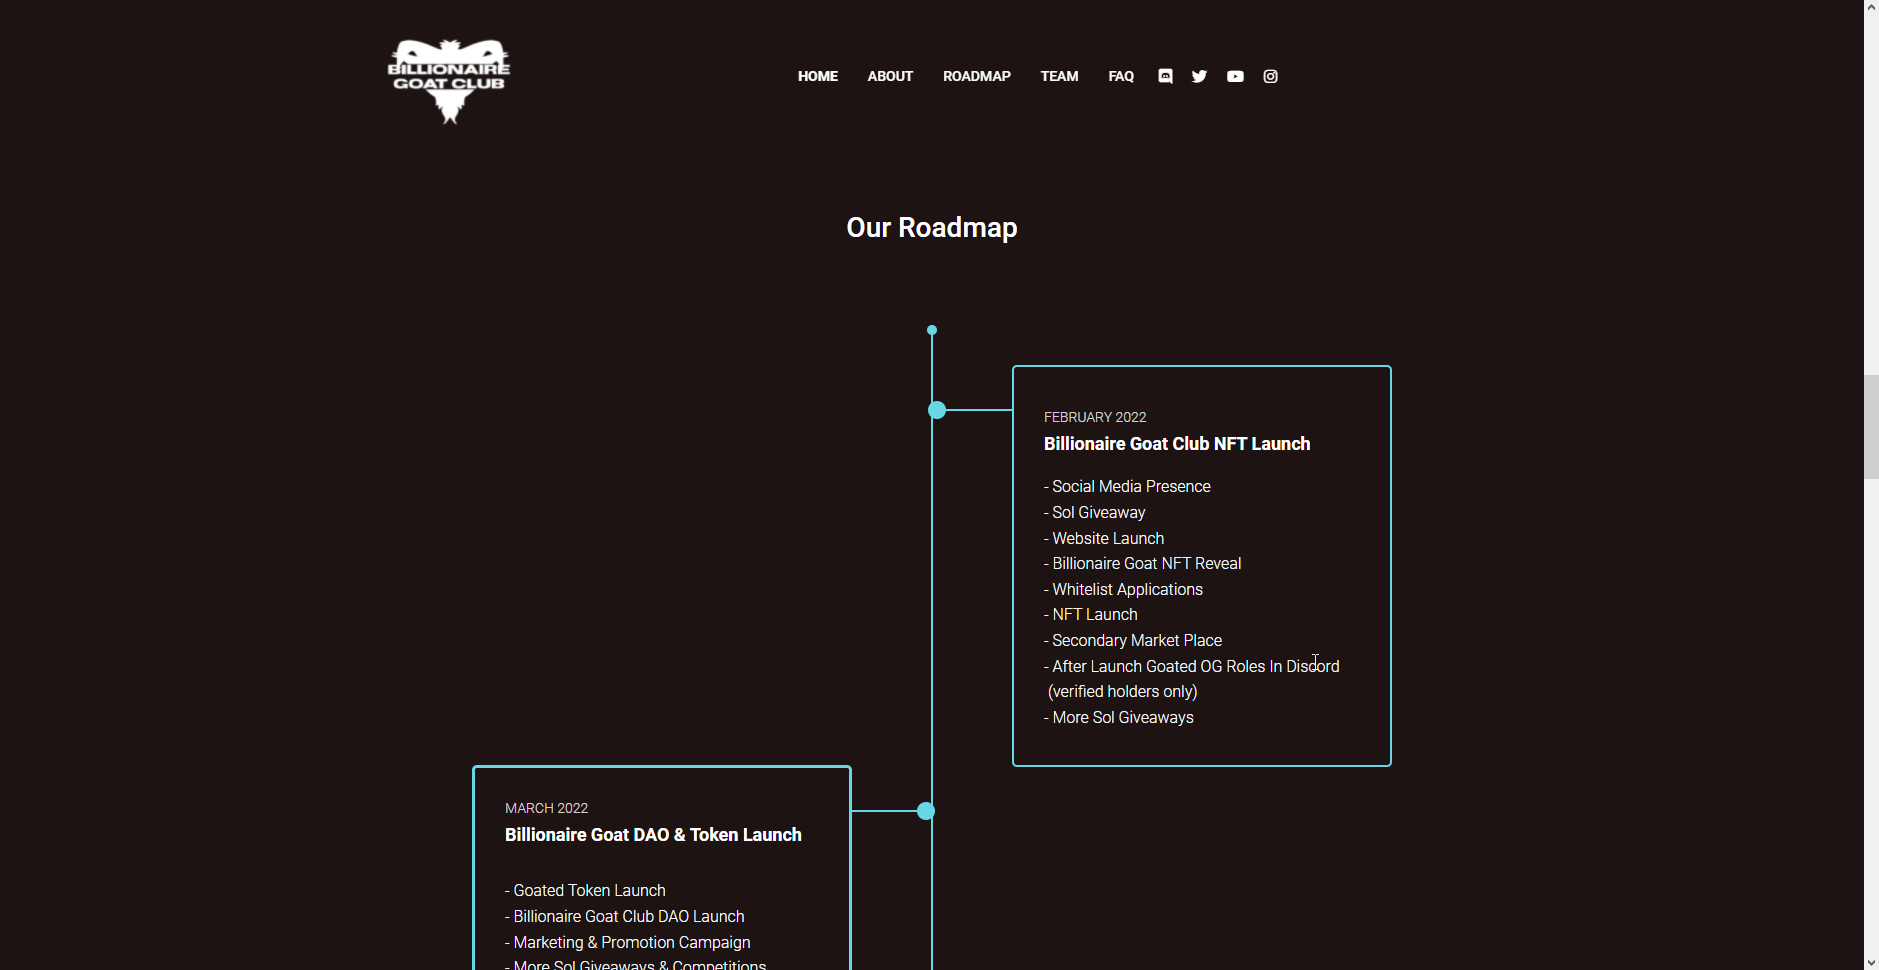 BILLIONAIRE
GOAT CLUB
HOME ABOUT ROADMAP TEAM FAQ
Our Roadmap
FEBRUARY 2022
Billionaire Goat Club NFT Launch
- Social Media Presence
- Sol Giveaway
- Website Launch
- Billionaire Goat NFT Reveal
- Whitelist Applications
- NFT Launch
- Secondary Market Place
- After Launch Goated OG Roles In Discord
(verified holders only)
- More Sol Giveaways
MARCH 2022
Billionaire Goat DAO & Token Launch
- Goated Token Launch
- Billionaire Goat Club DAO Launch
- Marketing & Promotion Campaign
- More Sol Giveaways & Competitions